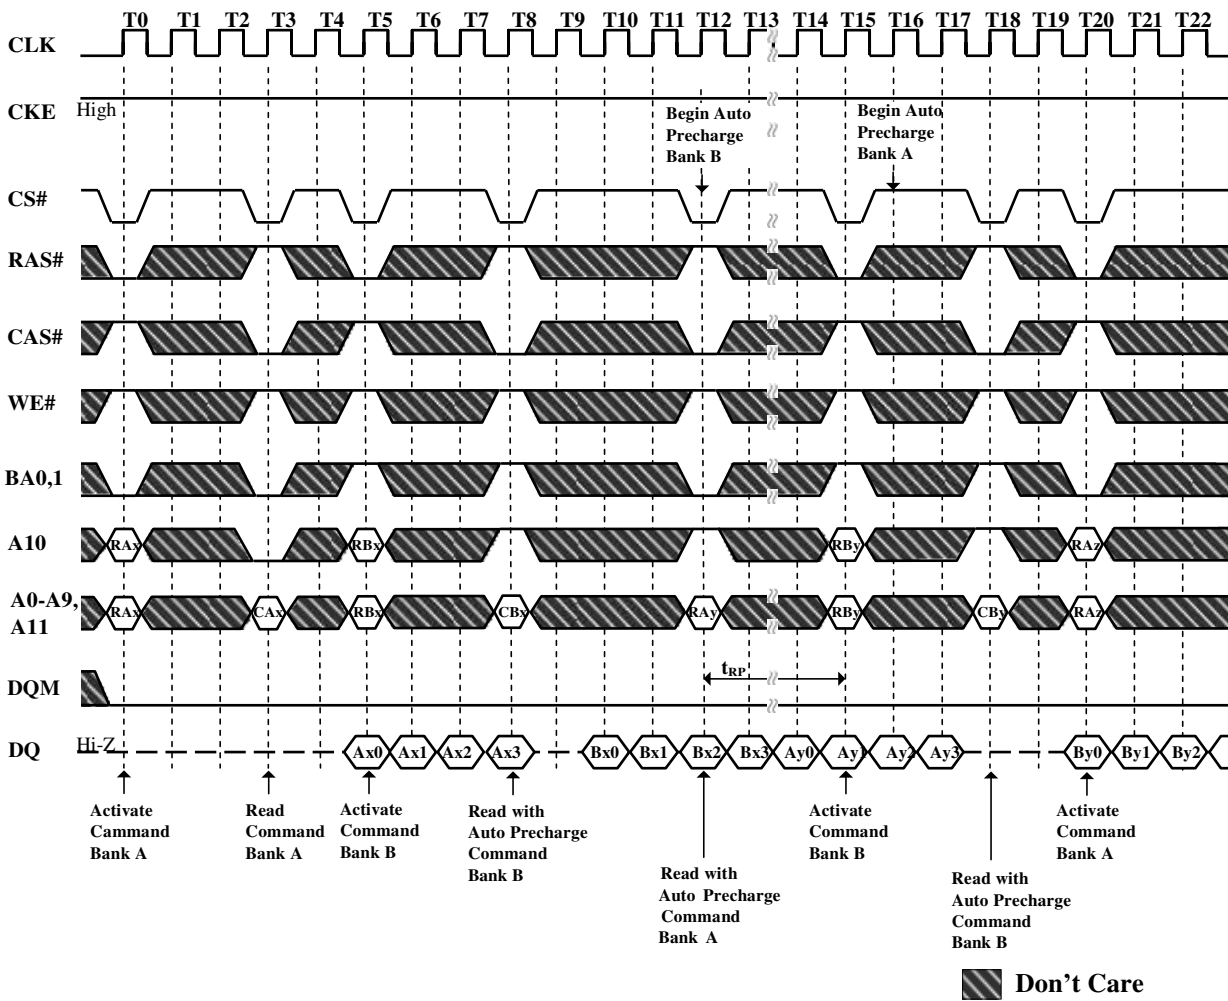 T0 T1 T2 T3 T4 T5 T6 T7 T8 T9 T10 T11 T12 T13 T14 T15 T16 T17 T18 T19 T20 T21 T22
CLK
CKE High
Begin Auto
Precharge
Bank B
Begin Auto
Precharge
Bank A
CS#
RAS#
CAS#
WE#
BA0,1
A10 RAx RBx RBy RAz
A0-A9,
A11
RAx CAx RBx CBx RAy RBy CBy RAz
tRP
DQM
DQ Hi-Z Ax0 Ax1 Ax2 Ax3 Bx0 Bx1 Bx2 Bx3 Ay0 Ay1 Ay2 Ay3 By0 By1 By2
Activate
Cammand
Bank A
Read
Command
Bank A
Activate
Command
Bank B
Read with
Auto Precharge
Command
Bank B
Read with
Auto Precharge
Command
Bank A
Activate
Command
Bank B
Read with
Auto Precharge
Command
Bank B
Activate
Command
Bank A
Don't Care